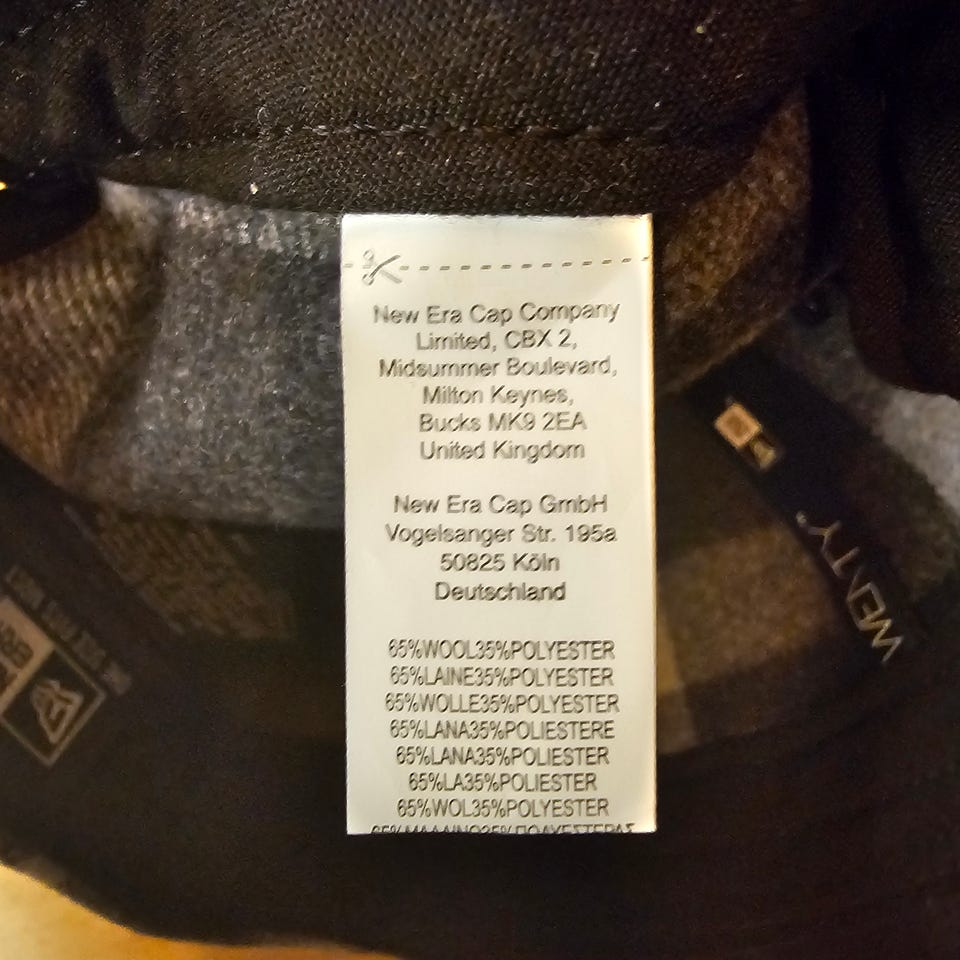 New Era Cap Company
Limited, CBX 2,
Midsummer Boulevard,
Milton Keynes,
Bucks MK9 2EA
United Kingdom
New Era Cap GmbH
Vogelsanger Str. 195a
50825 Köln
Deutschland
65%WOOL35%POLYESTER
65%LAINE35%POLYESTER
65%WOLLE35%POLYESTER
65%LANA35%POLIESTERE
65%LANA35%POLIESTER
65%LA35%POLIESTER
65%WOL35%POLYESTER
WENTY